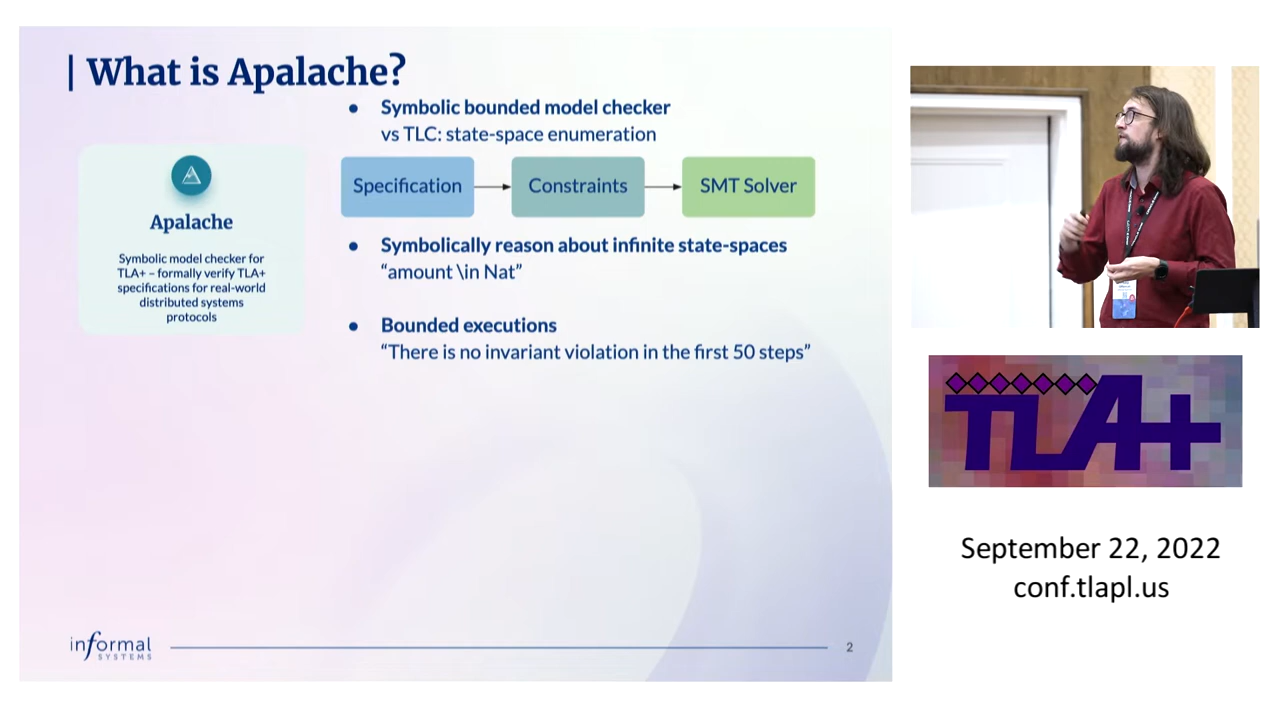 | What is Apalache?
• Symbolic bounded model checker
vs TLC: state-space enumeration
Apalache
Symbolic model checker for
TLA+ – formally verify TLA+
specifications for real-world
distributed systems
protocols
Specification
Constraints
SMT Solver
• Symbolically reason about infinite state-spaces
“amount \in Nat”
• Bounded executions
“There is no invariant violation in the first 50 steps”
informal
SYSTEMS
2
TLA+
September 22, 2022
conf.tlapl.us